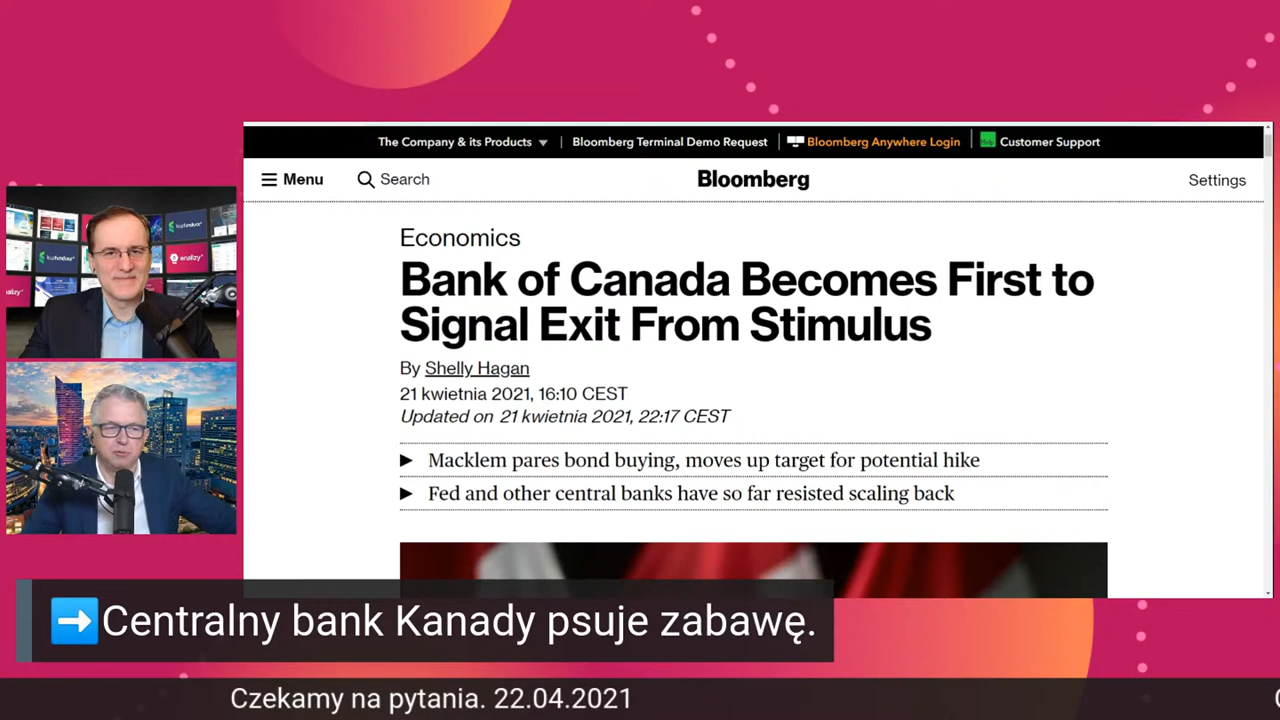 The Company & its Products
Bloomberg Terminal Demo Request
Bloomberg Anywhere Login
Customer Support
Menu
Search
Bloomberg
Settings
Economics
Bank of Canada Becomes First to
Signal Exit From Stimulus
By Shelly Hagan
21 kwietnia 2021, 16:10 CEST
Updated on 21 kwietnia 2021, 22:17 CEST
Macklem pares bond buying, moves up target for potential hike
Fed and other central banks have so far resisted scaling back
Centralny bank Kanady psuje zabawę.
Czekamy na pytania. 22.04.2021